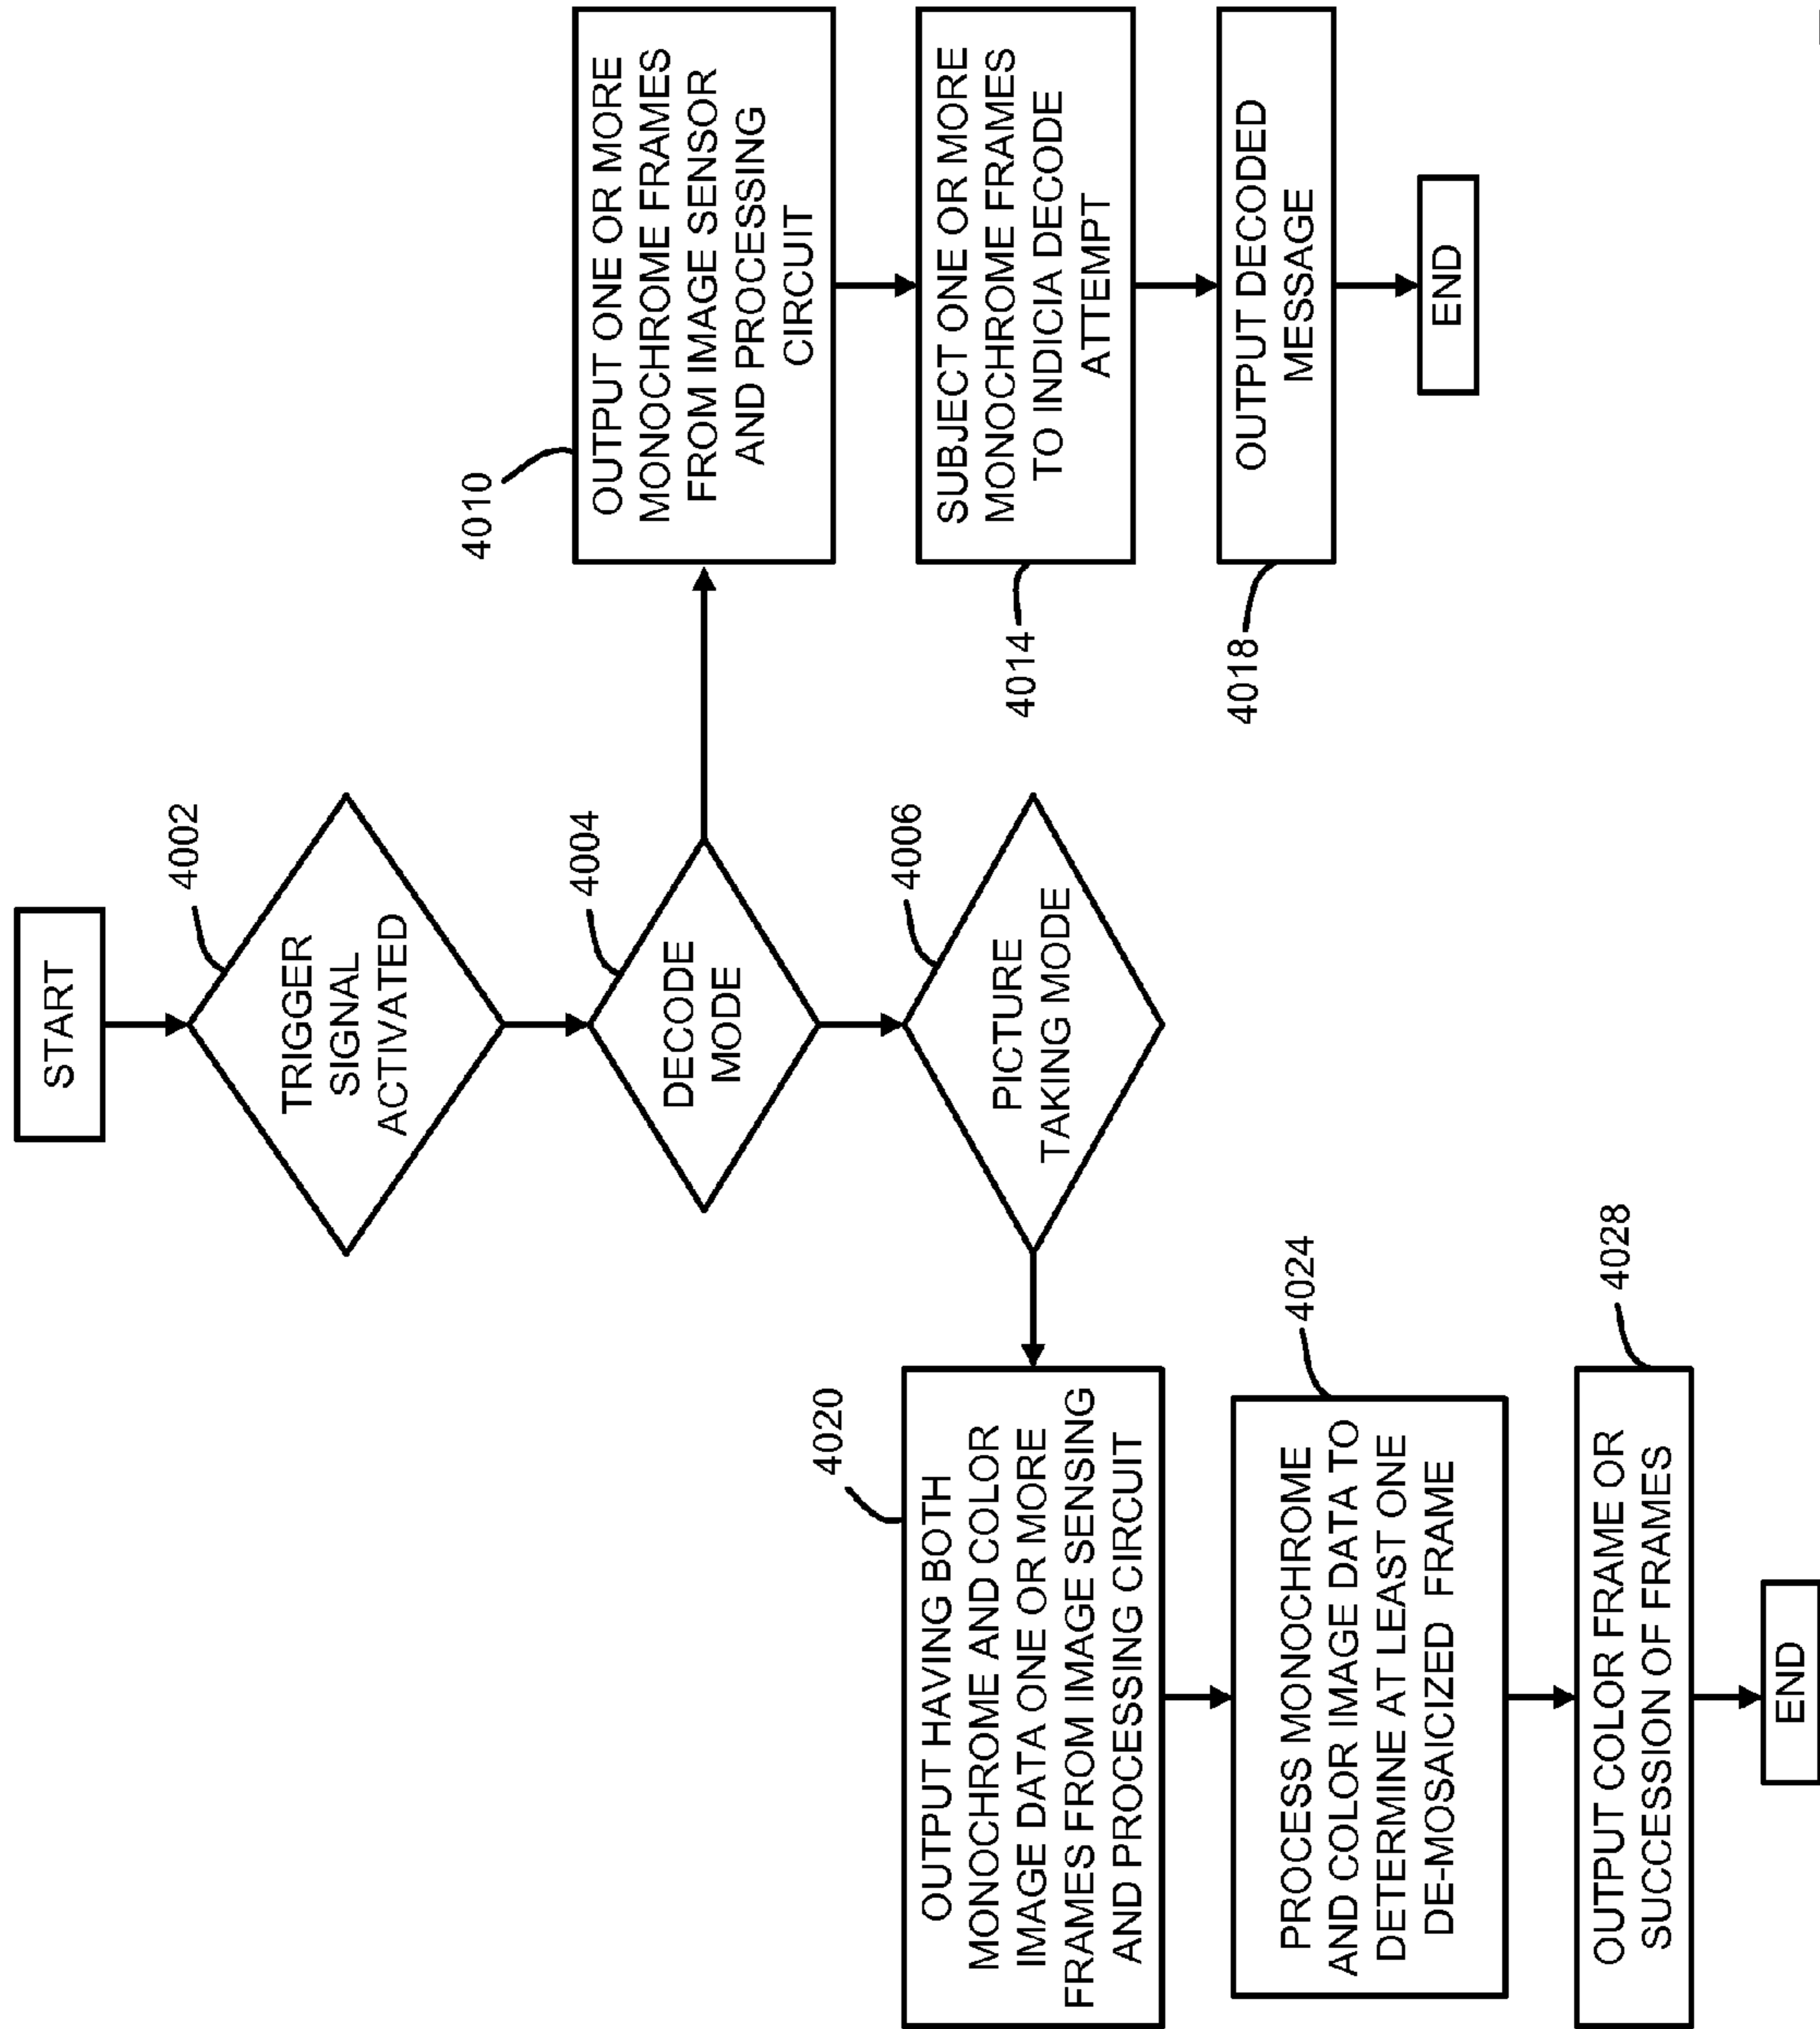 START
4002
TRIGGER
SIGNAL
ACTIVATED
4004
DECODE
MODE
4006
PICTURE
TAKING MODE
4010
OUTPUT ONE OR MORE
MONOCHROME FRAMES
FROM IMAGE SENSOR
AND PROCESSING
CIRCUIT
4014
SUBJECT ONE OR MORE
MONOCHROME FRAMES
TO INDICIA DECODE
ATTEMPT
4018
OUTPUT DECODED
MESSAGE
END
4020
OUTPUT HAVING BOTH
MONOCHROME AND COLOR
IMAGE DATA ONE OR MORE
FRAMES FROM IMAGE SENSING
AND PROCESSING CIRCUIT
4024
PROCESS MONOCHROME
AND COLOR IMAGE DATA TO
DETERMINE AT LEAST ONE
DE-MOSAICIZED FRAME
4028
OUTPUT COLOR FRAME OR
SUCCESSION OF FRAMES
END